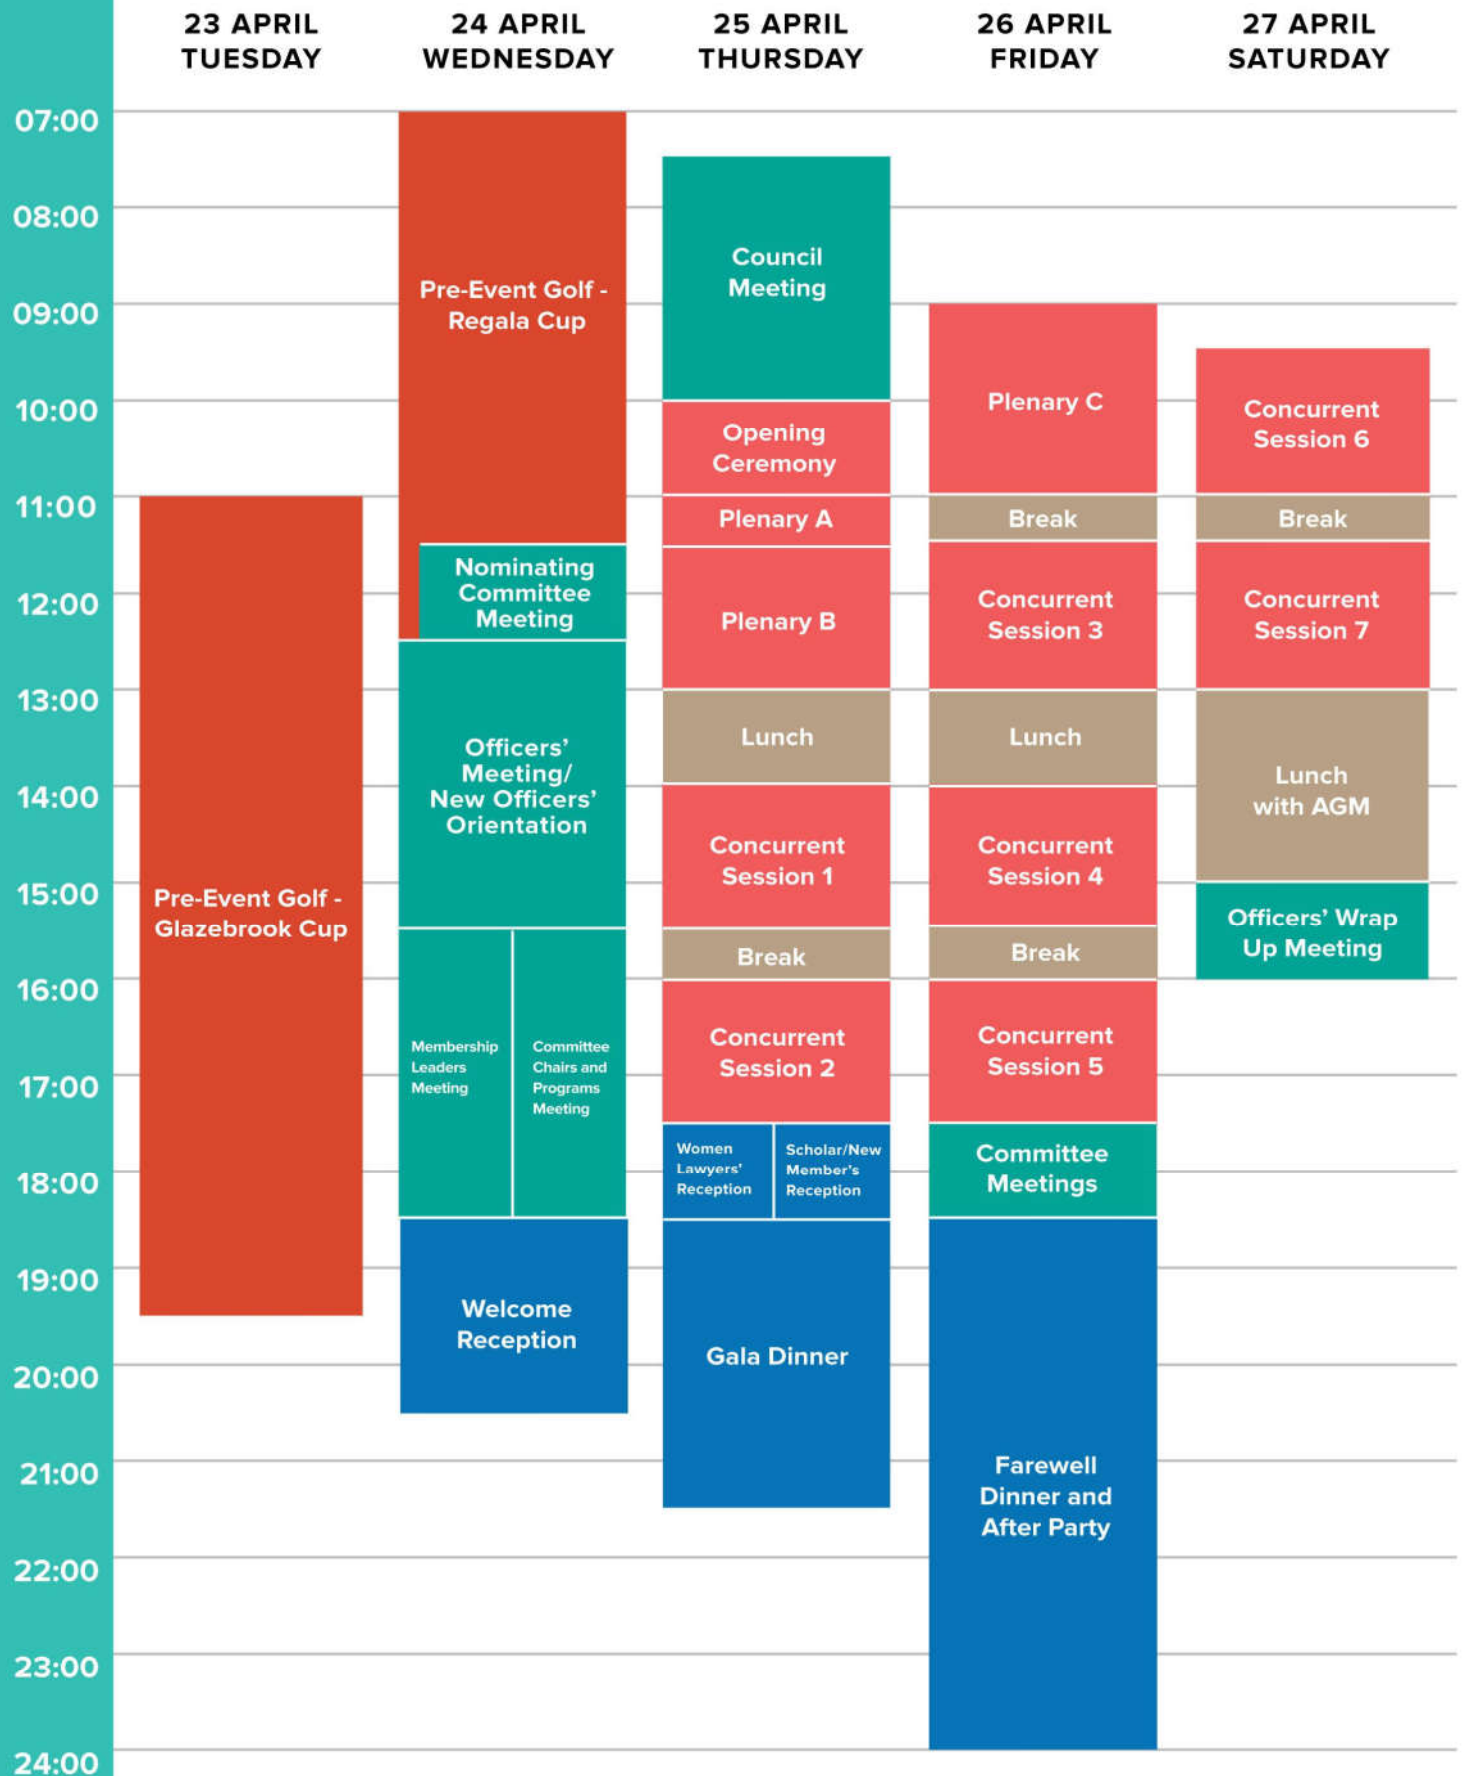 23 APRIL
TUESDAY
24 APRIL
WEDNESDAY
25 APRIL
THURSDAY
26 APRIL
FRIDAY
27 APRIL
SATURDAY
07:00
08:00
09:00
10:00
11:00
12:00
13:00
14:00
15:00
16:00
17:00
18:00
19:00
20:00
21:00
22:00
23:00
24:00
Pre-Event Golf -
Glazebrook Cup
Pre-Event Golf -
Regala Cup
Nominating
Committee
Meeting
Officers’
Meeting/
New Officers’
Orientation
Membership
Leaders
Meeting
Committee
Chairs and
Programs
Meeting
Welcome
Reception
Council
Meeting
Opening
Ceremony
Plenary A
Plenary B
Lunch
Concurrent
Session 1
Break
Concurrent
Session 2
Women
Lawyers’
Reception
Scholar/New
Member’s
Reception
Gala Dinner
Plenary C
Break
Concurrent
Session 3
Lunch
Concurrent
Session 4
Break
Concurrent
Session 5
Committee
Meetings
Farewell
Dinner and
After Party
Concurrent
Session 6
Break
Concurrent
Session 7
Lunch
with AGM
Officers’ Wrap
Up Meeting